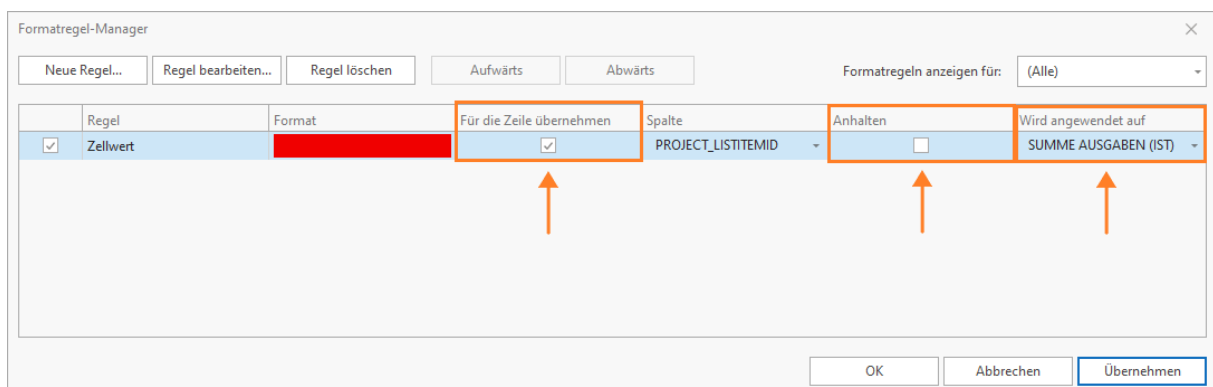 Formatregel-Manager
Neue Regel... Regel bearbeiten... Regel löschen Aufwärts Abwärts Formatregeln anzeigen für: (Alle)
Regel Format Für die Zeile übernehmen Spalte Anhalten Wird angewendet auf
Zellwert PROJECT_LISTITEMID SUMME AUSGABEN (IST)
OK Abbrechen Übernehmen